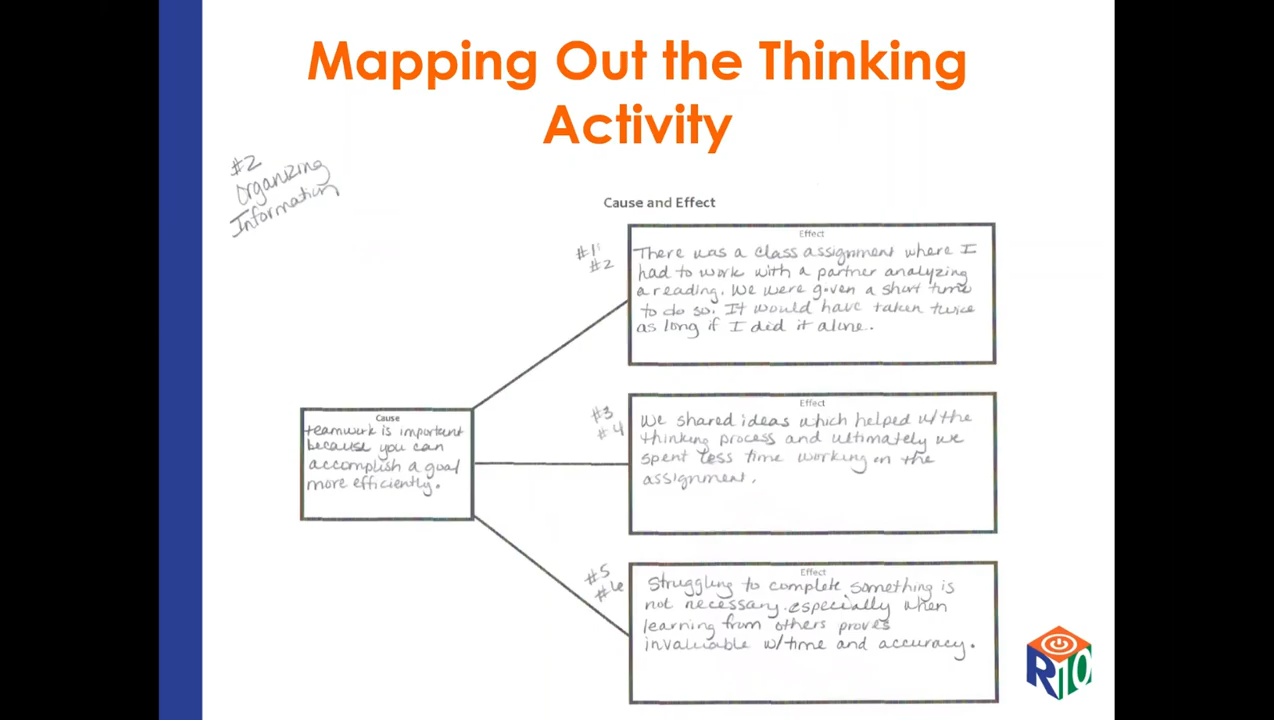 Mapping Out the Thinking
Activity
#2
Organizing
Information
Cause and Effect
#1
#2
Effect
There was a class assignment where I
had to work with a partner analyzing
a reading. We were given a short time
to do so. It would have taken twice
as long if I did it alone.
#3
#4
Effect
We shared ideas which helped w/the
thinking process and ultimately we
spent less time working on the
assignment.
Cause
teamwork is important
because you can
accomplish a goal
more efficiently.
#5
#6
Effect
Struggling to complete something is
not necessary especially when
learning from others proves
invaluable w/time and accuracy.
R10